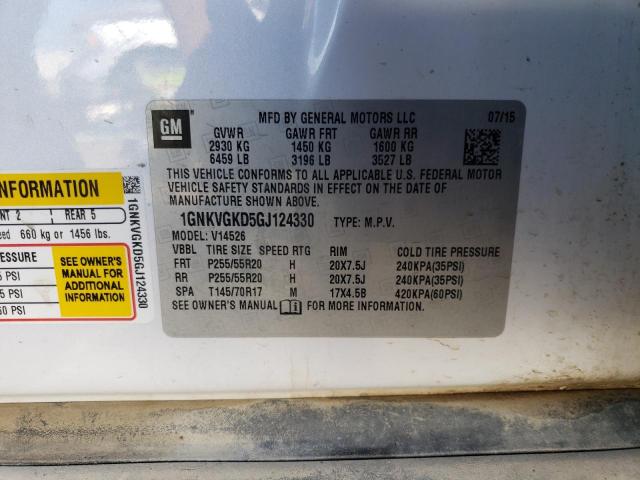 GM
MFD BY GENERAL MOTORS LLC 07/15
GVWR GAWR FRT GAWR RR
2930 KG 1450 KG 1600 KG
6459 LB 3196 LB 3527 LB
THIS VEHICLE CONFORMS TO ALL APPLICABLE U.S. FEDERAL MOTOR
VEHICLE SAFETY STANDARDS IN EFFECT ON THE DATE OF
MANUFACTURE SHOWN ABOVE.
1GNKVGKD5GJ124330 TYPE: M.P.V.
MODEL: V14526
VBBL TIRE SIZE SPEED RTG RIM COLD TIRE PRESSURE
FRT P255/55R20 H 20X7.5J 240KPA(35PSI)
RR P255/55R20 H 20X7.5J 240KPA(35PSI)
SPA T145/70R17 M 17X4.5B 420KPA(60PSI)
SEE OWNER'S MANUAL FOR MORE INFORMATION.
INFORMATION
2 REAR 5
exceed 660 kg or 1456 lbs.
SEE OWNER'S
MANUAL FOR
ADDITIONAL
INFORMATION
PSI
PSI
PSI
1GNKVGKD5GJ124330